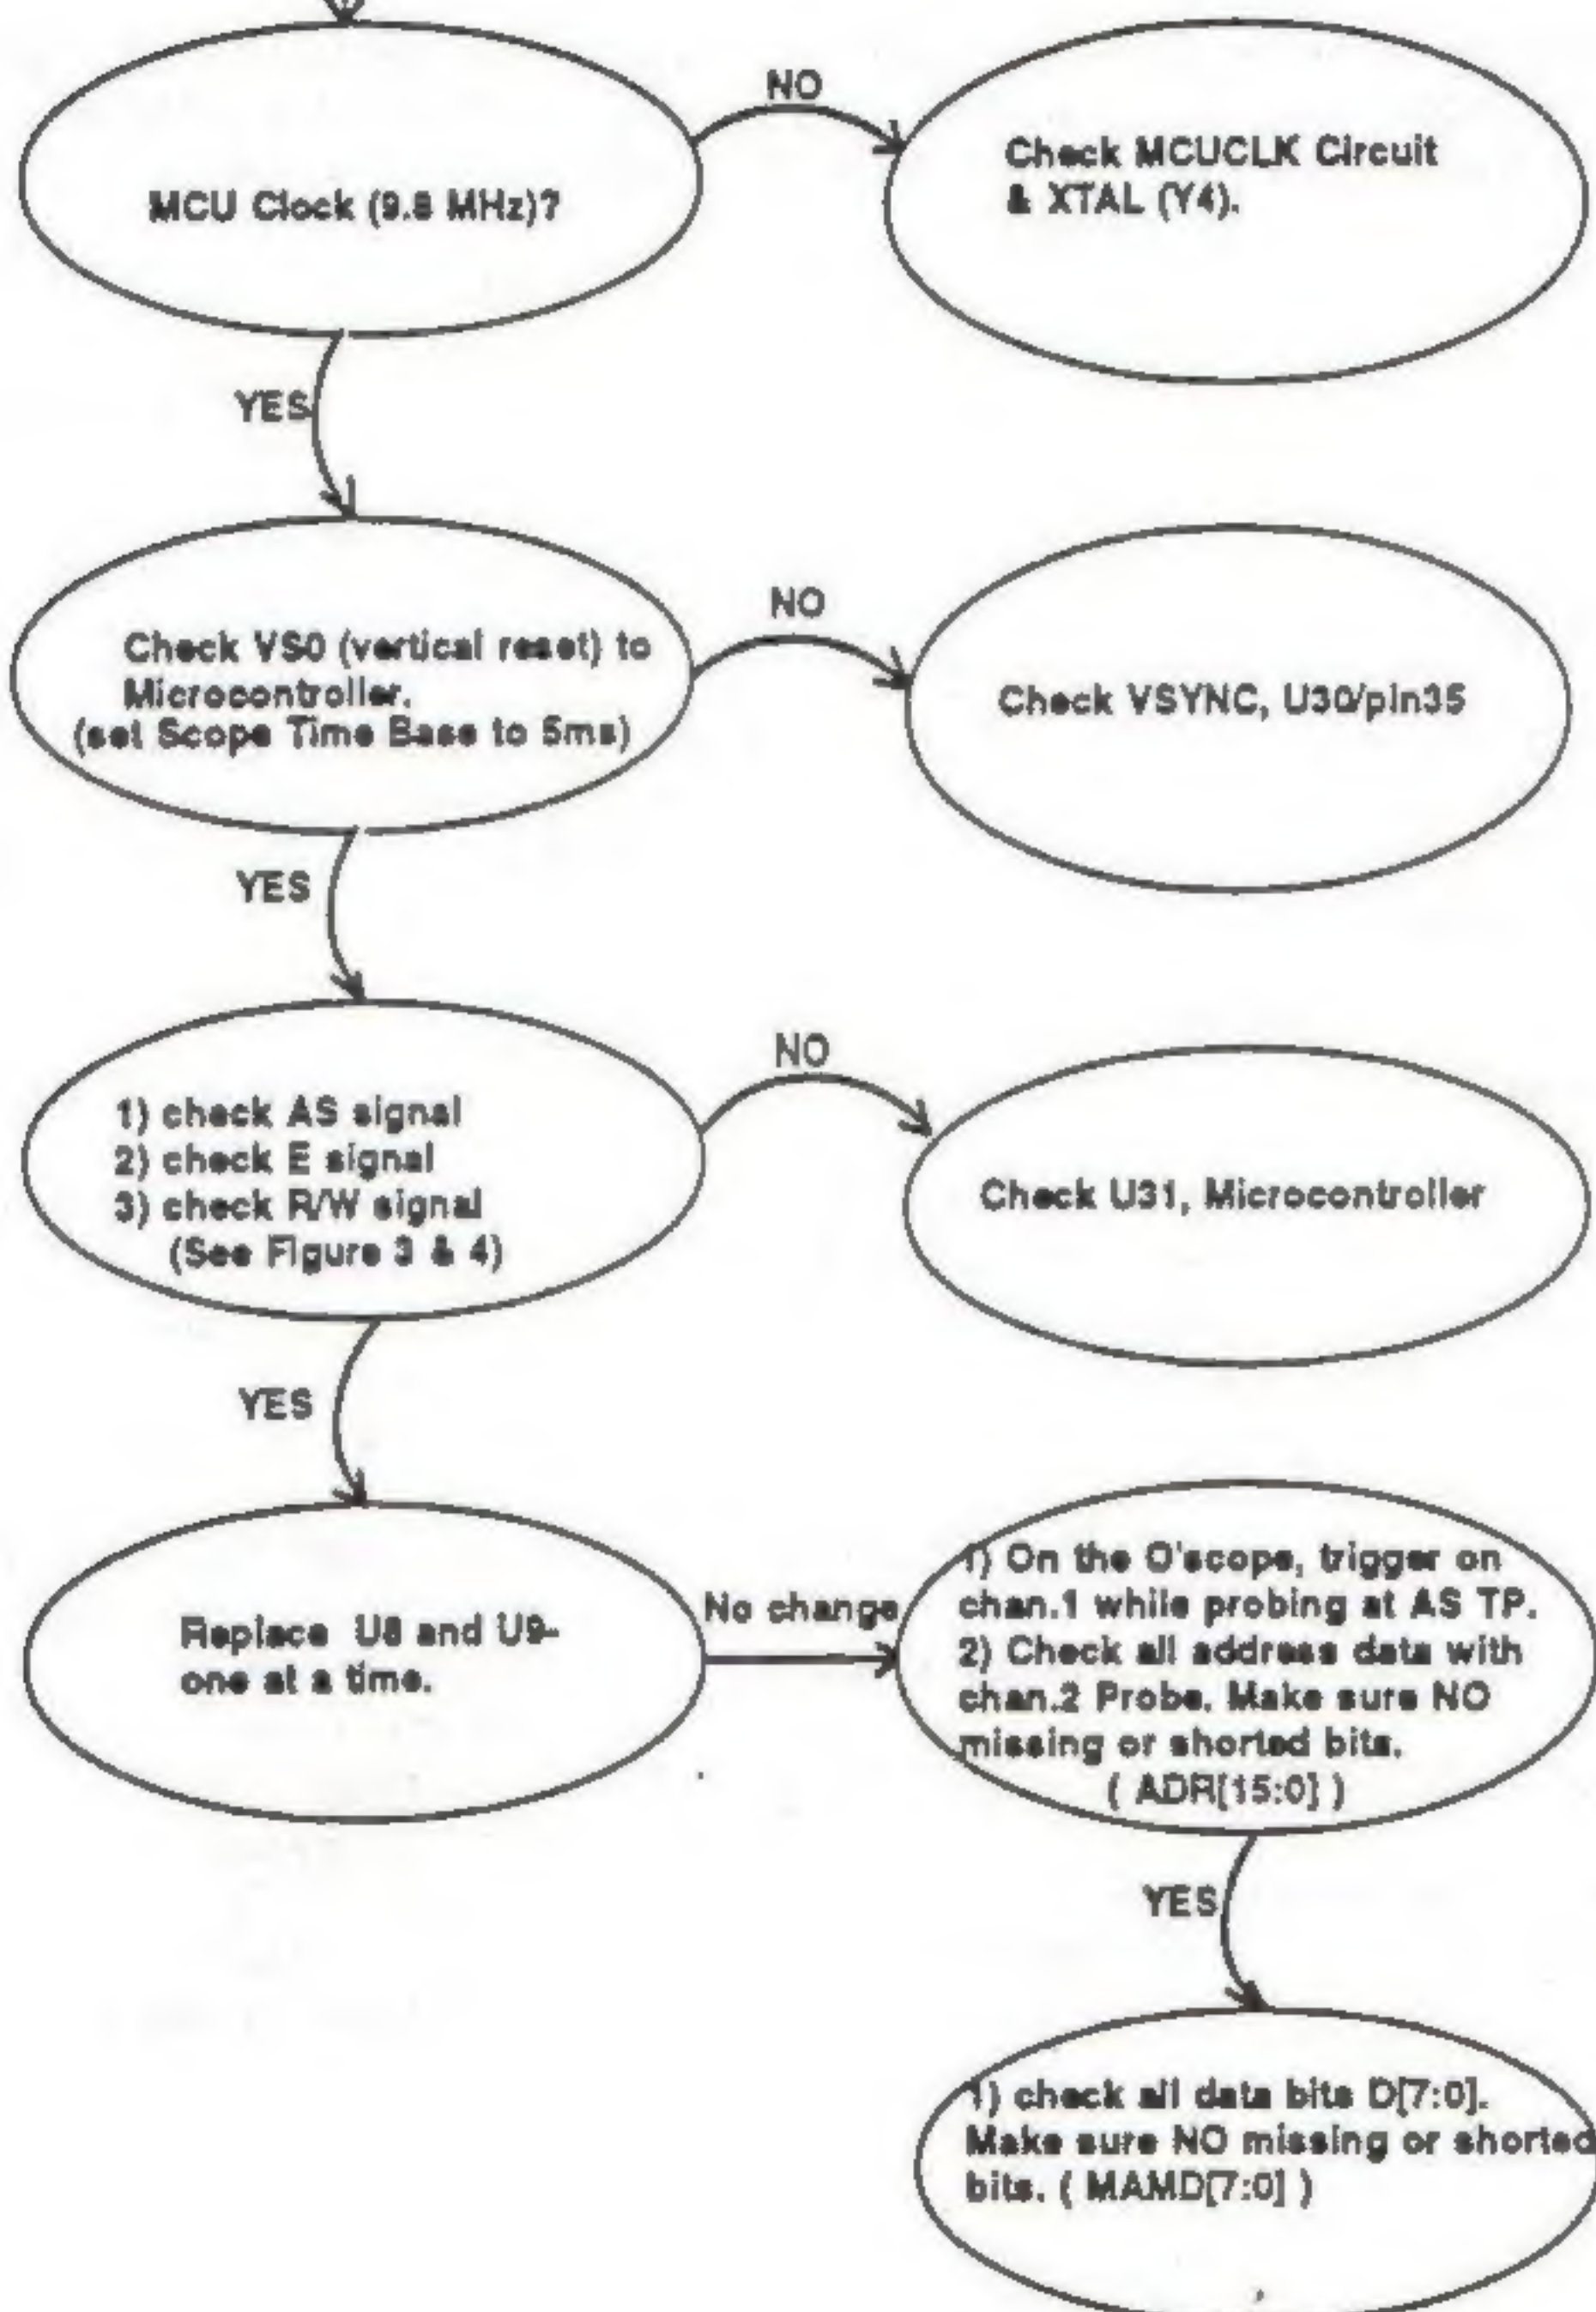 NO
MCU Clock (9.8 MHz)?
Check MCUCLK Circuit
& XTAL (Y4).
YES
NO
Check VS0 (vertical reset) to
Microcontroller.
(set Scope Time Base to 5ms)
Check VSYNC, U30/pin35
YES
NO
1) check AS signal
2) check E signal
3) check R/W signal
(See Figure 3 & 4)
Check U31, Microcontroller
YES
Replace U8 and U9-
one at a time.
No change
1) On the O'scope, trigger on
chan.1 while probing at AS TP.
2) Check all address data with
chan.2 Probe. Make sure NO
missing or shorted bits.
( ADR[15:0] )
YES
1) check all data bits D[7:0].
Make sure NO missing or shorted
bits. ( MAMD[7:0] )